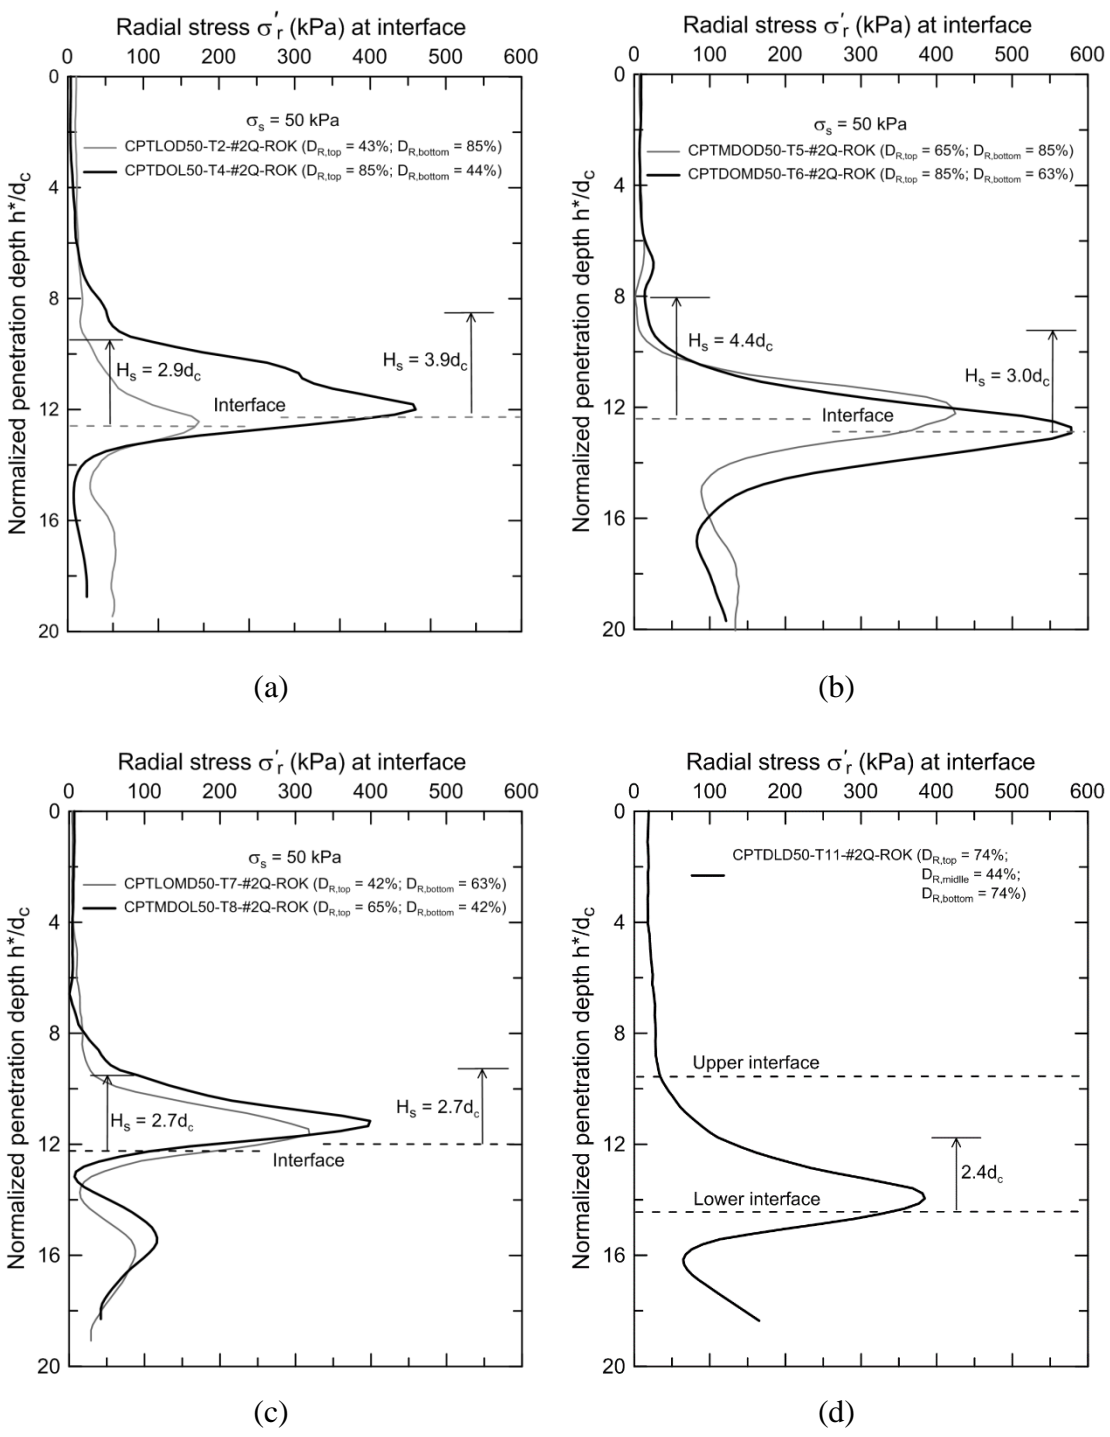 Radial stress σ′r (kPa) at interface
0 100 200 300 400 500 600
Normalized penetration depth h*/dc
0
4
8
12
16
20
σs = 50 kPa
CPTLOD50-T2-#2Q-ROK (DR,top = 43%; DR,bottom = 85%)
CPTDOL50-T4-#2Q-ROK (DR,top = 85%; DR,bottom = 44%)
Hs = 3.9dc
Hs = 2.9dc
Interface
(a)
Radial stress σ′r (kPa) at interface
0 100 200 300 400 500 600
Normalized penetration depth h*/dc
0
4
8
12
16
20
σs = 50 kPa
CPTMDOD50-T5-#2Q-ROK (DR,top = 65%; DR,bottom = 85%)
CPTDOMD50-T6-#2Q-ROK (DR,top = 85%; DR,bottom = 63%)
Hs = 4.4dc
Hs = 3.0dc
Interface
(b)
Radial stress σ′r (kPa) at interface
0 100 200 300 400 500 600
Normalized penetration depth h*/dc
0
4
8
12
16
20
σs = 50 kPa
CPTLOMD50-T7-#2Q-ROK (DR,top = 42%; DR,bottom = 63%)
CPTMDOL50-T8-#2Q-ROK (DR,top = 65%; DR,bottom = 42%)
Hs = 2.7dc
Hs = 2.7dc
Interface
(c)
Radial stress σ′r (kPa) at interface
0 100 200 300 400 500 600
Normalized penetration depth h*/dc
0
4
8
12
16
20
CPTDLD50-T11-#2Q-ROK (DR,top = 74%;
DR,midlle = 44%;
DR,bottom = 74%)
Upper interface
2.4dc
Lower interface
(d)